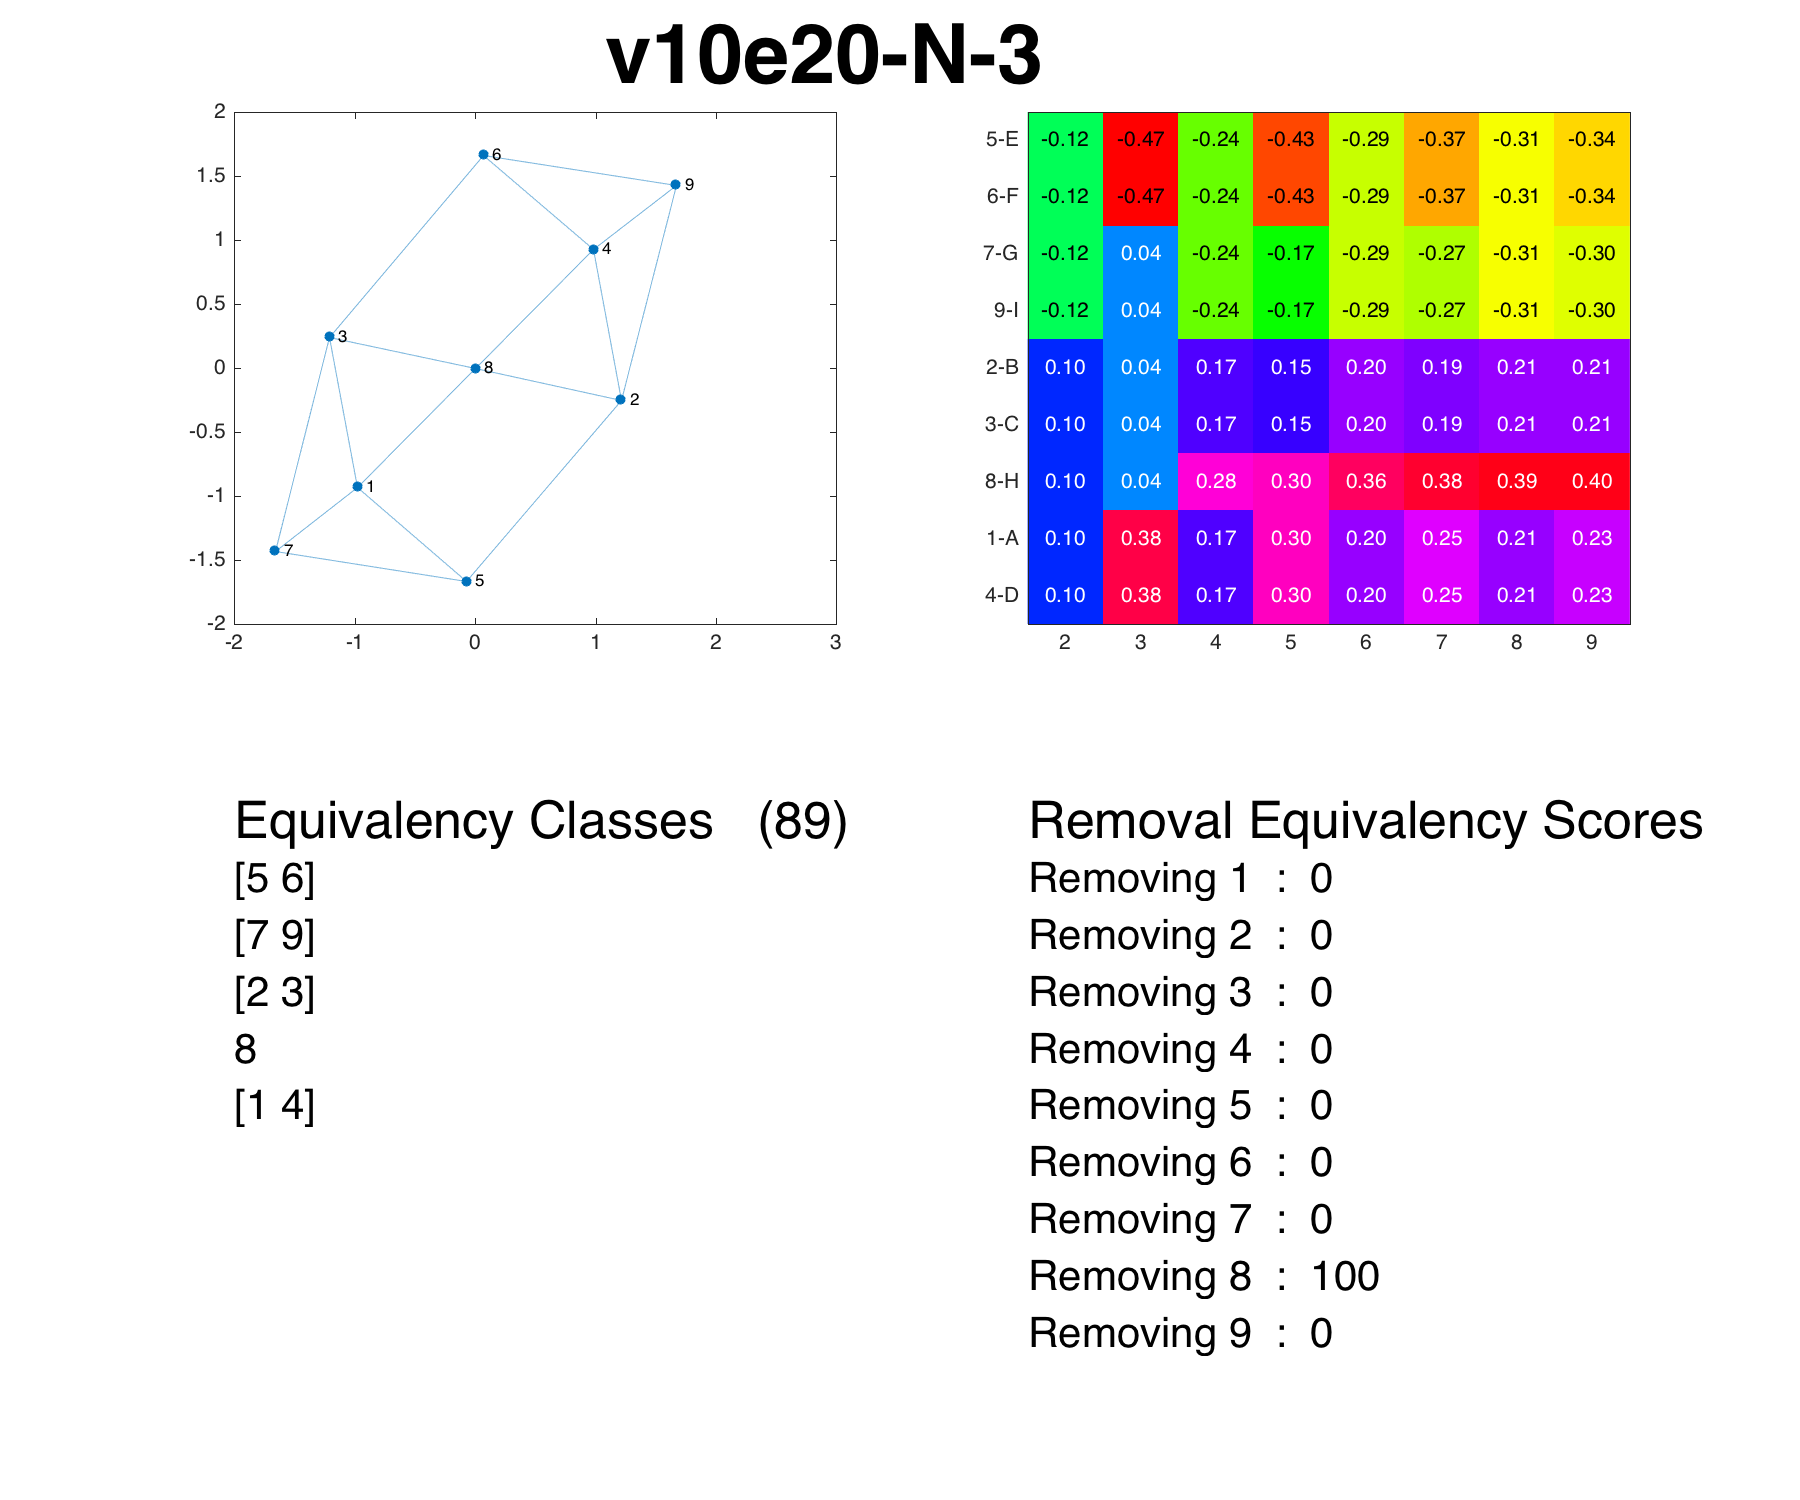 v10e20-N-3
2
1.5
1
0.5
0
-0.5
-1
-1.5
-2
-2 -1 0 1 2 3
6
9
4
3
8
2
1
7
5
5-E -0.12 -0.47 -0.24 -0.43 -0.29 -0.37 -0.31 -0.34
6-F -0.12 -0.47 -0.24 -0.43 -0.29 -0.37 -0.31 -0.34
7-G -0.12 0.04 -0.24 -0.17 -0.29 -0.27 -0.31 -0.30
9-I -0.12 0.04 -0.24 -0.17 -0.29 -0.27 -0.31 -0.30
2-B 0.10 0.04 0.17 0.15 0.20 0.19 0.21 0.21
3-C 0.10 0.04 0.17 0.15 0.20 0.19 0.21 0.21
8-H 0.10 0.04 0.28 0.30 0.36 0.38 0.39 0.40
1-A 0.10 0.38 0.17 0.30 0.20 0.25 0.21 0.23
4-D 0.10 0.38 0.17 0.30 0.20 0.25 0.21 0.23
2 3 4 5 6 7 8 9
Equivalency Classes (89)
[5 6]
[7 9]
[2 3]
8
[1 4]
Removal Equivalency Scores
Removing 1 : 0
Removing 2 : 0
Removing 3 : 0
Removing 4 : 0
Removing 5 : 0
Removing 6 : 0
Removing 7 : 0
Removing 8 : 100
Removing 9 : 0